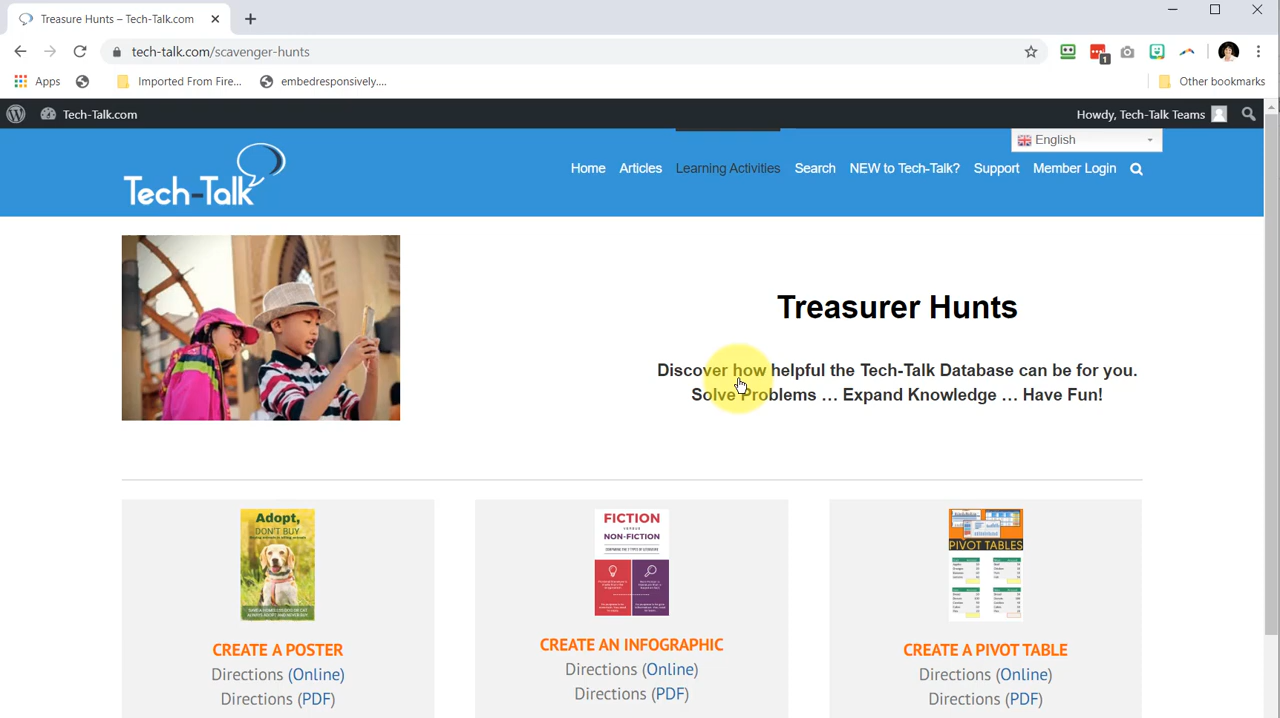 Treasure Hunts – Tech-Talk.com
tech-talk.com/scavenger-hunts
1
Apps
Imported From Fire...
embedresponsively....
Other bookmarks
Tech-Talk.com
Howdy, Tech-Talk Teams
English
Tech-Talk
Home
Articles
Learning Activities
Search
NEW to Tech-Talk?
Support
Member Login
Treasurer Hunts
Discover how helpful the Tech-Talk Database can be for you.
Solve Problems … Expand Knowledge … Have Fun!
Adopt,
DON'T BUY
FICTION
versus
NON-FICTION
PIVOT TABLES
CREATE A POSTER
Directions (Online)
Directions (PDF)
CREATE AN INFOGRAPHIC
Directions (Online)
Directions (PDF)
CREATE A PIVOT TABLE
Directions (Online)
Directions (PDF)